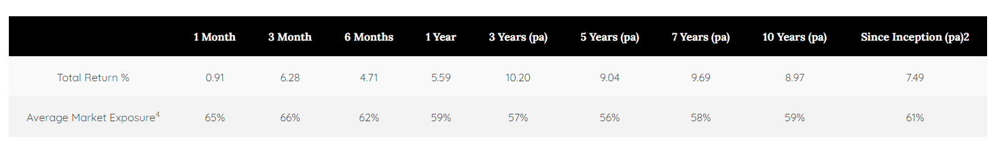 1 Month 3 Month 6 Months 1 Year 3 Years (pa) 5 Years (pa) 7 Years (pa) 10 Years (pa) Since Inception (pa)2
Total Return % 0.91 6.28 4.71 5.59 10.20 9.04 9.69 8.97 7.49
Average Market Exposure4 65% 66% 62% 59% 57% 56% 58% 59% 61%